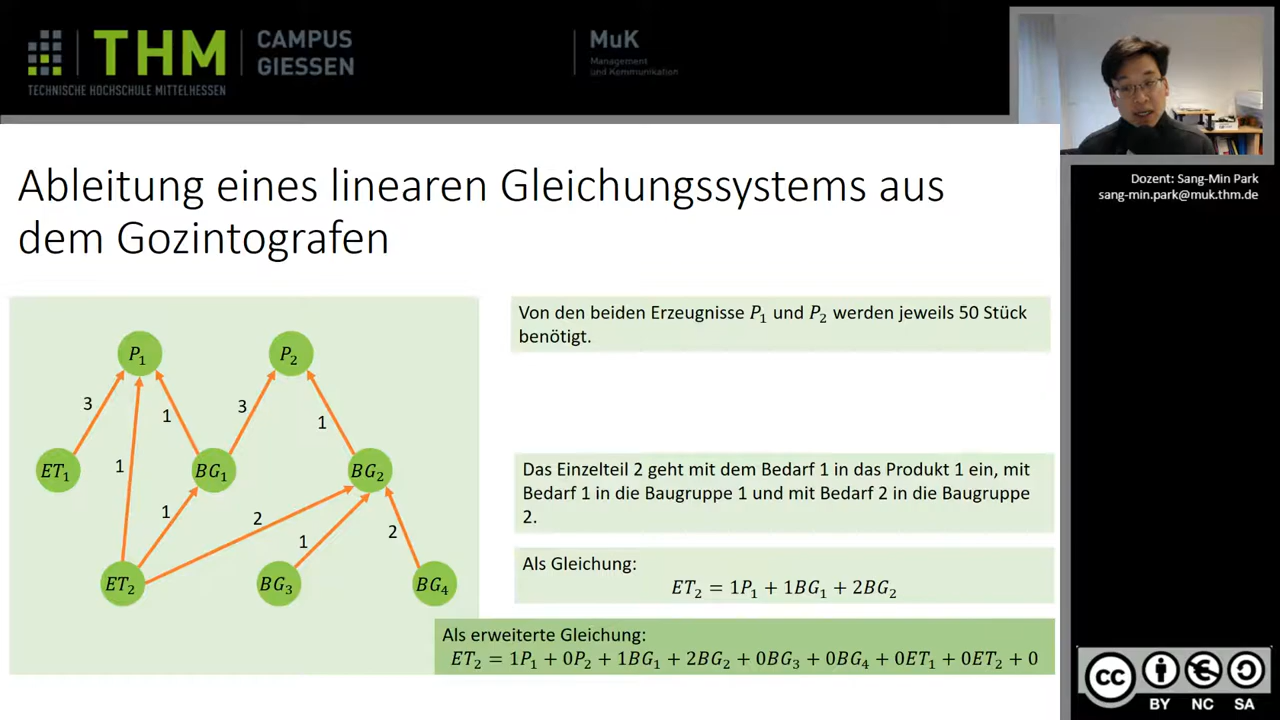 THM
CAMPUS
GIESSEN
TECHNISCHE HOCHSCHULE MITTELHESSEN
MuK
Management
und Kommunikation
Dozent: Sang-Min Park
sang-min.park@muk.thm.de
Ableitung eines linearen Gleichungssystems aus
dem Gozintografen
P₁
P₂
3
1
3
1
1
ET₁
BG₁
BG₂
1
2
1
2
ET₂
BG₃
BG₄
Von den beiden Erzeugnisse P₁ und P₂ werden jeweils 50 Stück
benötigt.
Das Einzelteil 2 geht mit dem Bedarf 1 in das Produkt 1 ein, mit
Bedarf 1 in die Baugruppe 1 und mit Bedarf 2 in die Baugruppe
2.
Als Gleichung:
ET₂ = 1P₁ + 1BG₁ + 2BG₂
Als erweiterte Gleichung:
ET₂ = 1P₁ + 0P₂ + 1BG₁ + 2BG₂ + 0BG₃ + 0BG₄ + 0ET₁ + 0ET₂ + 0
cc
BY NC SA